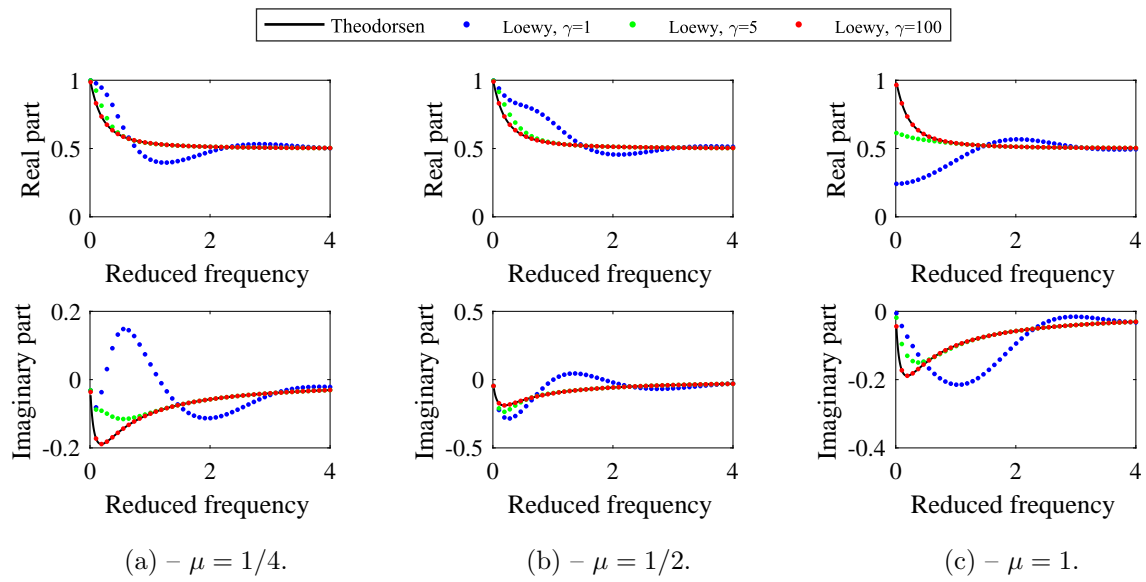 Theodorsen Loewy, γ=1 Loewy, γ=5 Loewy, γ=100
1
0.5
0
Real part
0 2 4
Reduced frequency
1
0.5
0
Real part
0 2 4
Reduced frequency
1
0.5
0
Real part
0 2 4
Reduced frequency
0.2
0
-0.2
Imaginary part
0 2 4
Reduced frequency
0.5
0
-0.5
Imaginary part
0 2 4
Reduced frequency
0
-0.2
-0.4
Imaginary part
0 2 4
Reduced frequency
(a) – μ = 1/4.
(b) – μ = 1/2.
(c) – μ = 1.